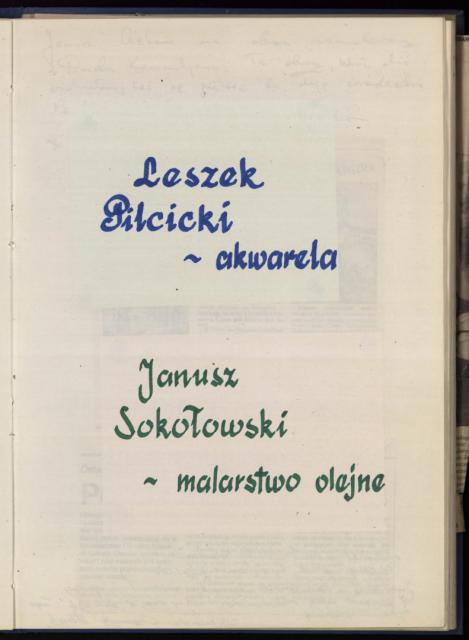 Leszek
Pilcicki
~ akwarela
Janusz
Sokołowski
~ malarstwo olejne